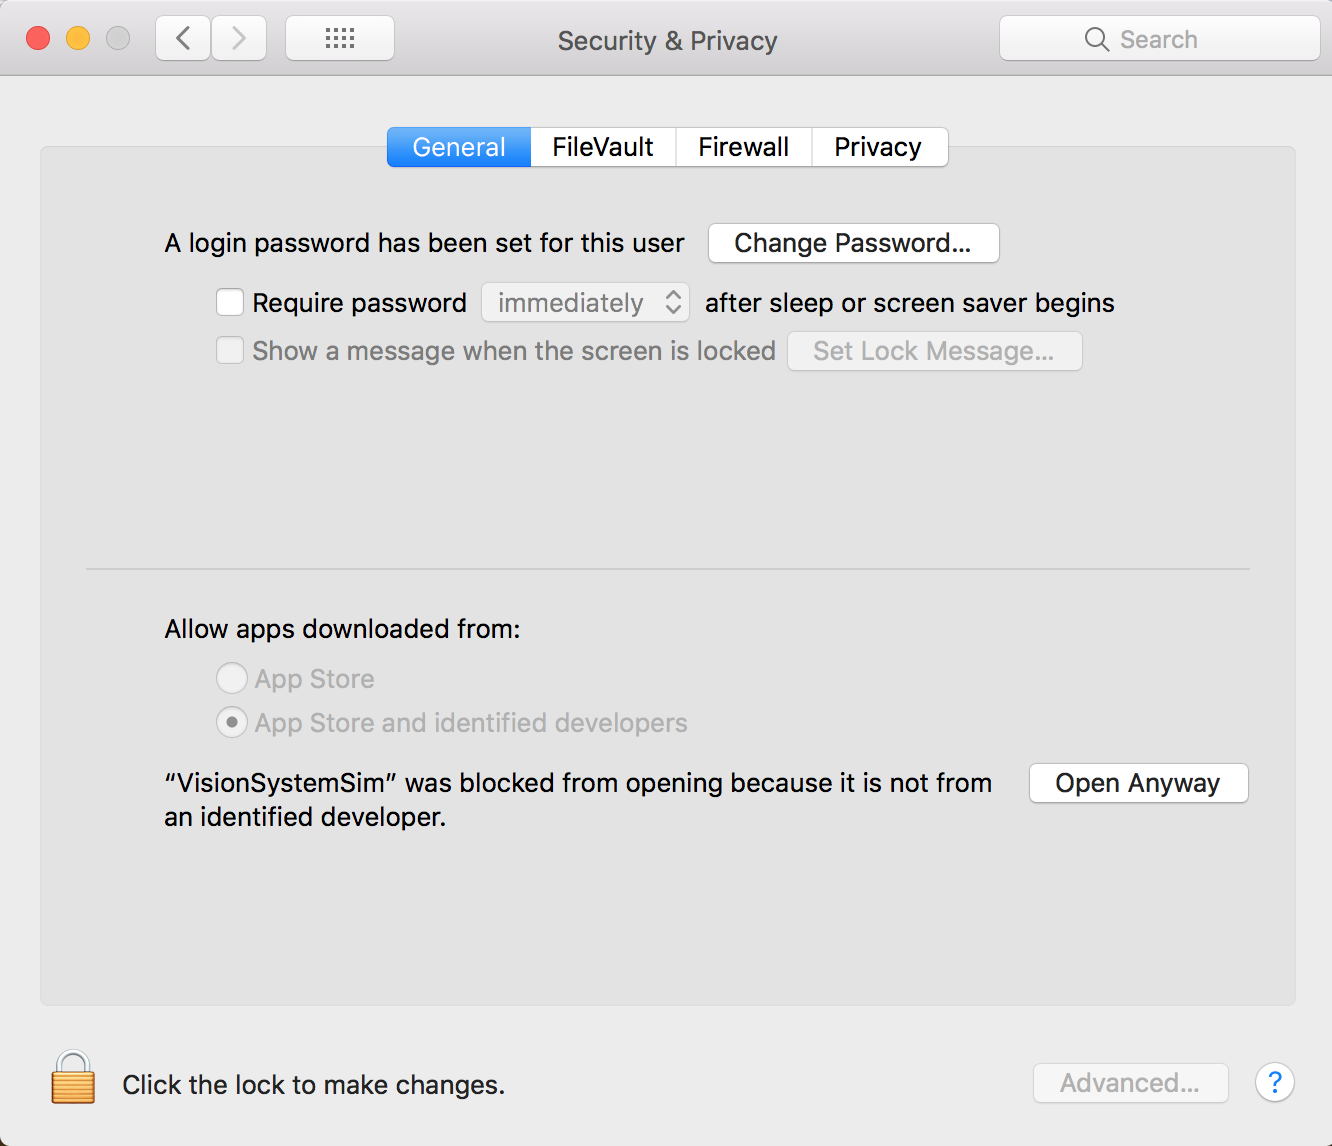 Security & Privacy
Search
General
FileVault
Firewall
Privacy
A login password has been set for this user
Change Password...
Require password immediately after sleep or screen saver begins
Show a message when the screen is locked
Set Lock Message...
Allow apps downloaded from:
App Store
App Store and identified developers
“VisionSystemSim” was blocked from opening because it is not from
an identified developer.
Open Anyway
Click the lock to make changes.
Advanced...
?